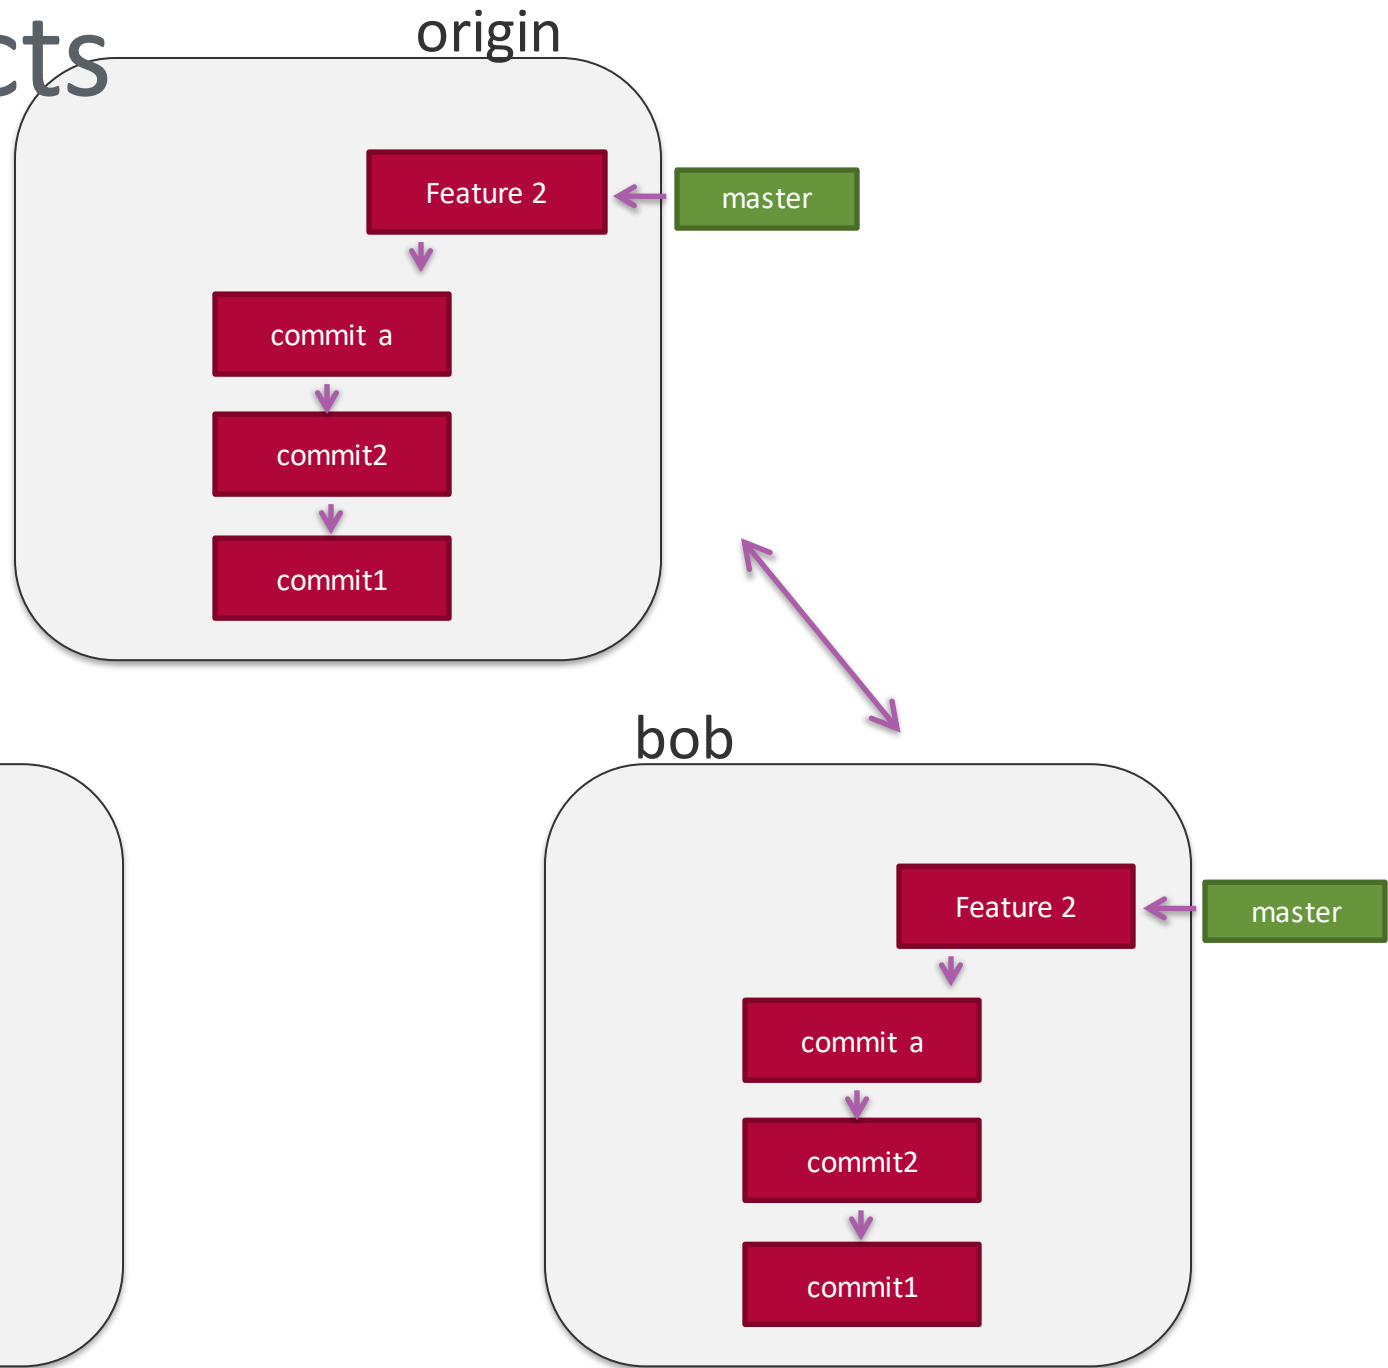 cts
origin
Feature 2
master
commit a
commit2
commit1
bob
Feature 2
master
commit a
commit2
commit1